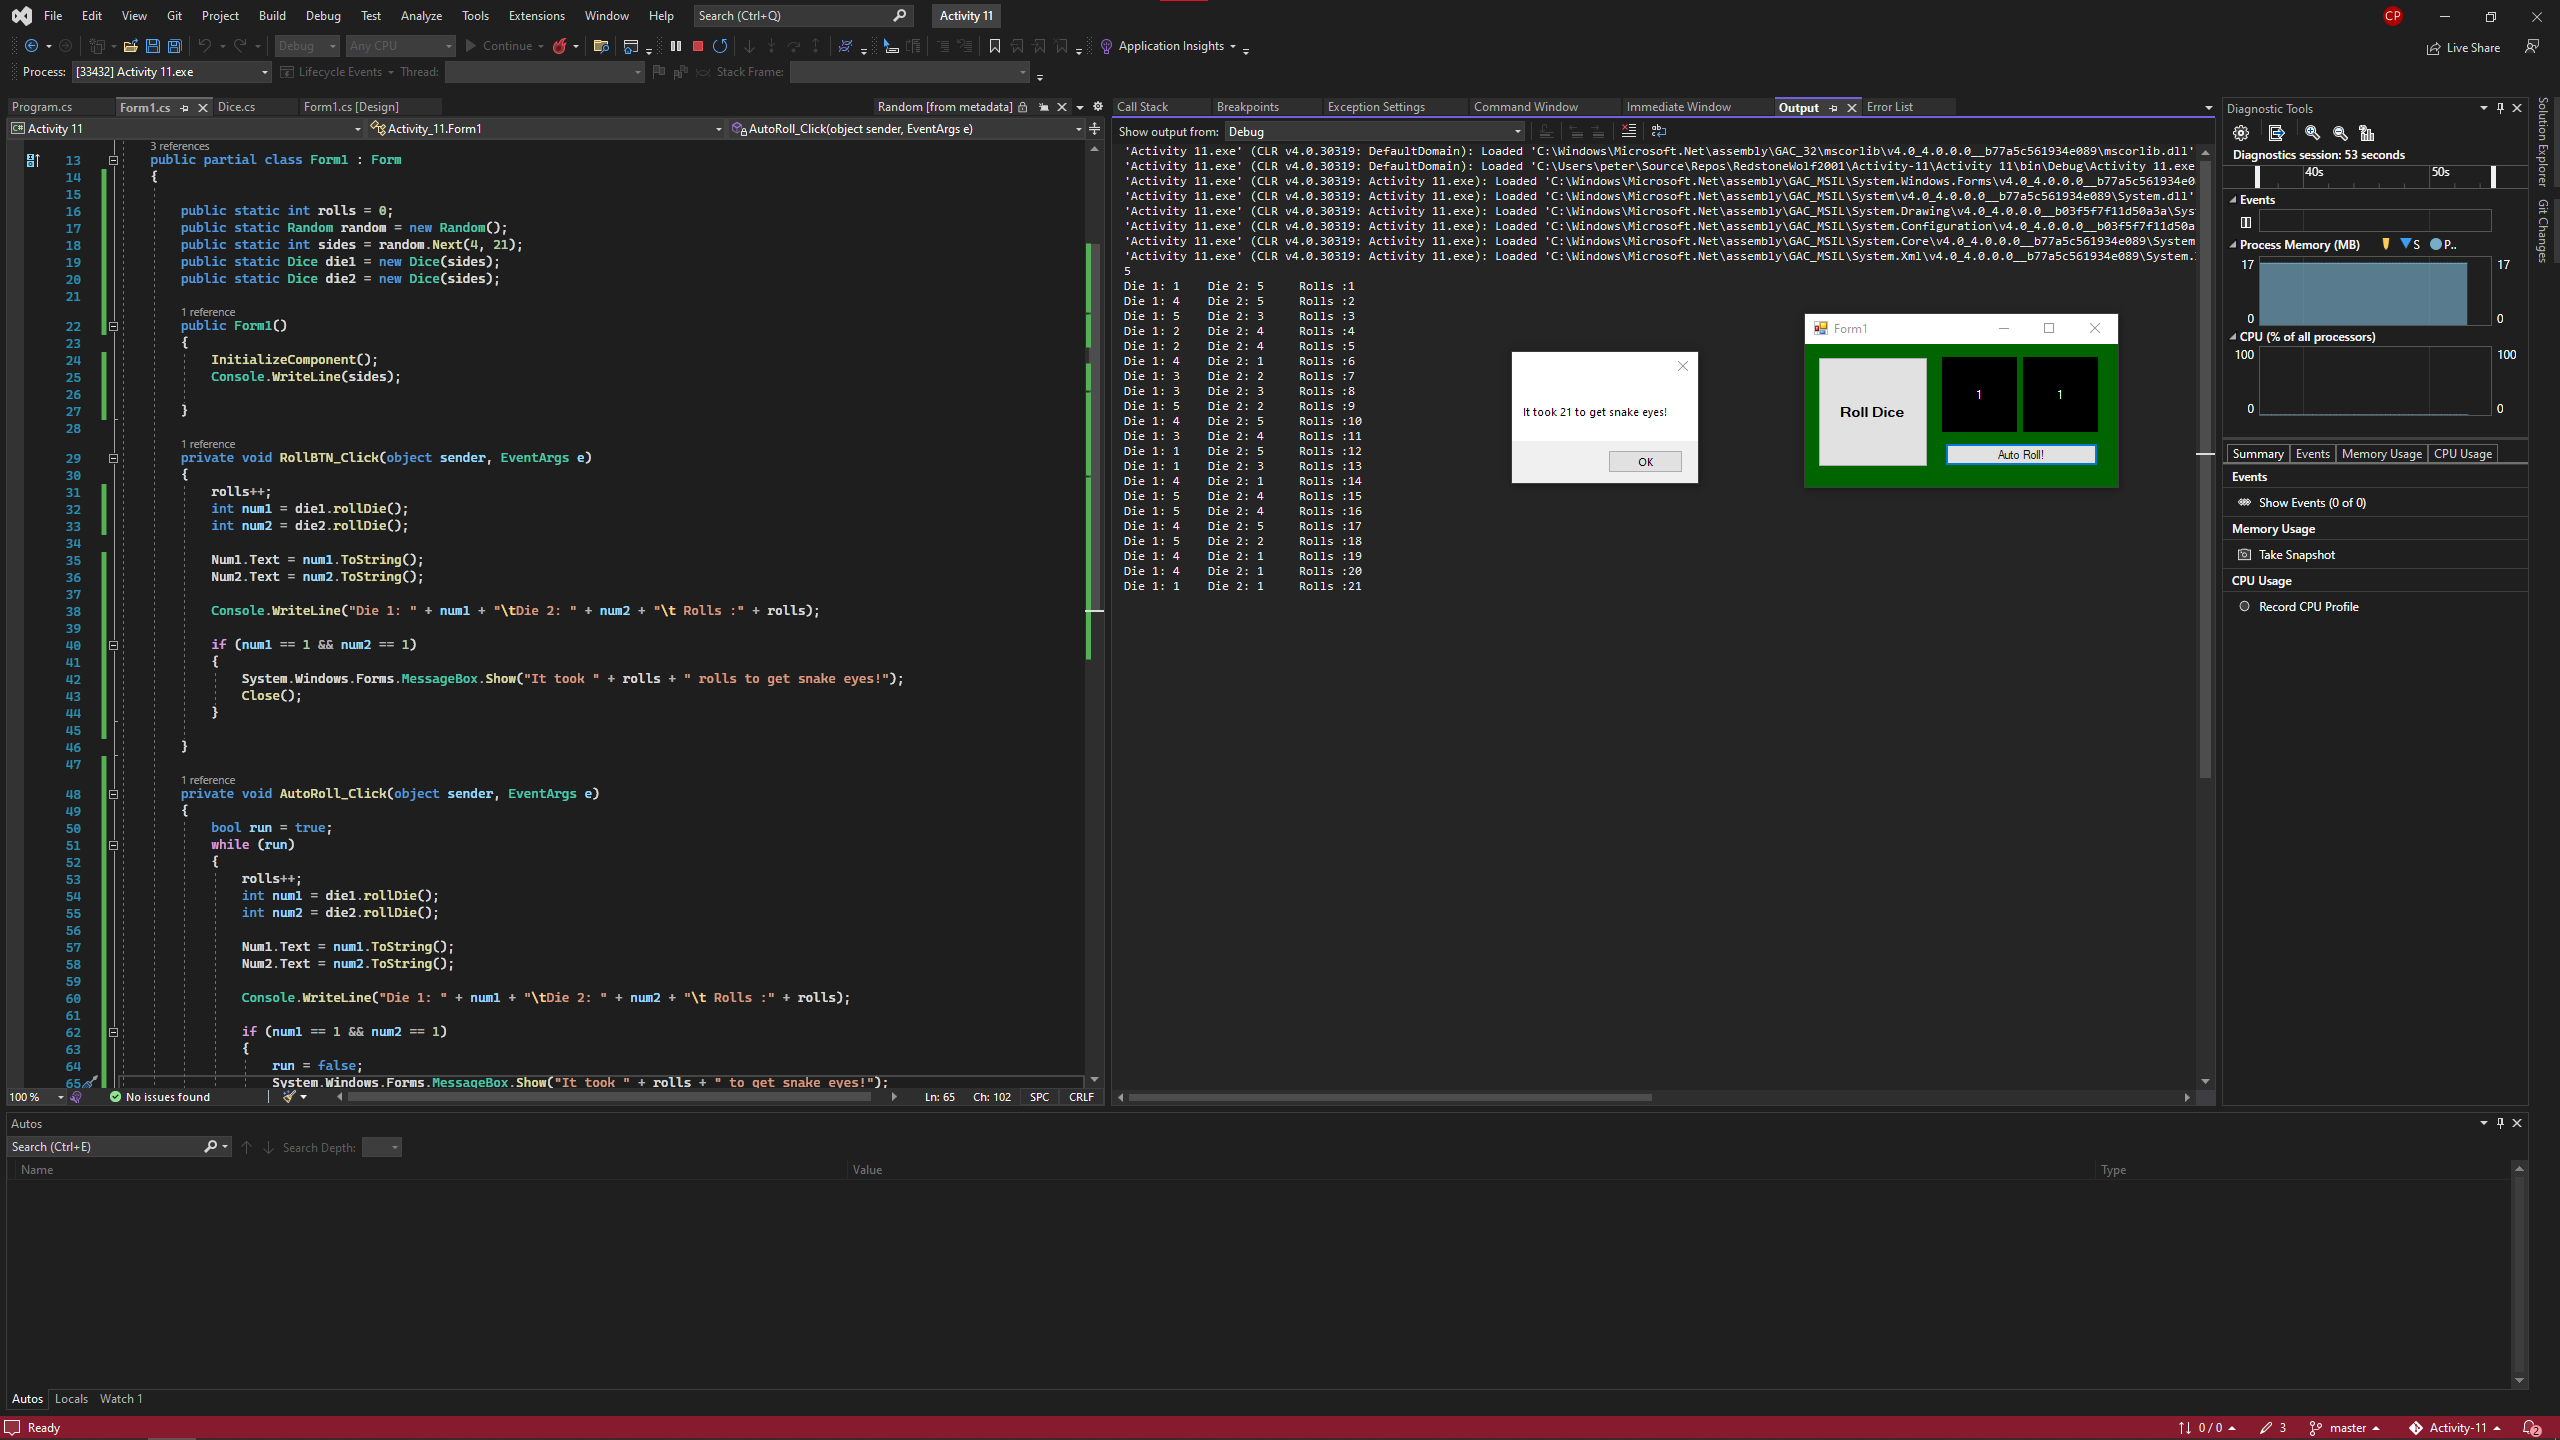 File Edit View Git Project Build Debug Test Analyze Tools Extensions Window Help Search (Ctrl+Q) Activity 11 CP
Debug Any CPU Continue Application Insights Live Share
Process: [33432] Activity 11.exe Lifecycle Events Thread: Stack Frame:
Program.cs Form1.cs Dice.cs Form1.cs [Design] Random [from metadata]
Activity 11 Activity_11.Form1 AutoRoll_Click(object sender, EventArgs e)
3 references
13 public partial class Form1 : Form
14 {
15
16 public static int rolls = 0;
17 public static Random random = new Random();
18 public static int sides = random.Next(4, 21);
19 public static Dice die1 = new Dice(sides);
20 public static Dice die2 = new Dice(sides);
21
1 reference
22 public Form1()
23 {
24 InitializeComponent();
25 Console.WriteLine(sides);
26
27 }
28
1 reference
29 private void RollBTN_Click(object sender, EventArgs e)
30 {
31 rolls++;
32 int num1 = die1.rollDie();
33 int num2 = die2.rollDie();
34
35 Num1.Text = num1.ToString();
36 Num2.Text = num2.ToString();
37
38 Console.WriteLine("Die 1: " + num1 + "\tDie 2: " + num2 + "\t Rolls :" + rolls);
39
40 if (num1 == 1 && num2 == 1)
41 {
42 System.Windows.Forms.MessageBox.Show("It took " + rolls + " rolls to get snake eyes!");
43 Close();
44 }
45
46 }
47
1 reference
48 private void AutoRoll_Click(object sender, EventArgs e)
49 {
50 bool run = true;
51 while (run)
52 {
53 rolls++;
54 int num1 = die1.rollDie();
55 int num2 = die2.rollDie();
56
57 Num1.Text = num1.ToString();
58 Num2.Text = num2.ToString();
59
60 Console.WriteLine("Die 1: " + num1 + "\tDie 2: " + num2 + "\t Rolls :" + rolls);
61
62 if (num1 == 1 && num2 == 1)
63 {
64 run = false;
65 System.Windows.Forms.MessageBox.Show("It took " + rolls + " to get snake eyes!");
100 % No issues found Ln: 65 Ch: 102 SPC CRLF
Call Stack Breakpoints Exception Settings Command Window Immediate Window Output Error List
Show output from: Debug
'Activity 11.exe' (CLR v4.0.30319: DefaultDomain): Loaded 'C:\Windows\Microsoft.Net\assembly\GAC_32\mscorlib\v4.0_4.0.0.0__b77a5c561934e089\mscorlib.dll'
'Activity 11.exe' (CLR v4.0.30319: DefaultDomain): Loaded 'C:\Users\peter\Source\Repos\RedstoneWolf2001\Activity-11\Activity 11\bin\Debug\Activity 11.exe
'Activity 11.exe' (CLR v4.0.30319: Activity 11.exe): Loaded 'C:\Windows\Microsoft.Net\assembly\GAC_MSIL\System.Windows.Forms\v4.0_4.0.0.0__b77a5c561934e0
'Activity 11.exe' (CLR v4.0.30319: Activity 11.exe): Loaded 'C:\Windows\Microsoft.Net\assembly\GAC_MSIL\System\v4.0_4.0.0.0__b77a5c561934e089\System.dll'
'Activity 11.exe' (CLR v4.0.30319: Activity 11.exe): Loaded 'C:\Windows\Microsoft.Net\assembly\GAC_MSIL\System.Drawing\v4.0_4.0.0.0__b03f5f7f11d50a3a\Sys
'Activity 11.exe' (CLR v4.0.30319: Activity 11.exe): Loaded 'C:\Windows\Microsoft.Net\assembly\GAC_MSIL\System.Configuration\v4.0_4.0.0.0__b03f5f7f11d50a
'Activity 11.exe' (CLR v4.0.30319: Activity 11.exe): Loaded 'C:\Windows\Microsoft.Net\assembly\GAC_MSIL\System.Core\v4.0_4.0.0.0__b77a5c561934e089\System
'Activity 11.exe' (CLR v4.0.30319: Activity 11.exe): Loaded 'C:\Windows\Microsoft.Net\assembly\GAC_MSIL\System.Xml\v4.0_4.0.0.0__b77a5c561934e089\System.
5
Die 1: 1 Die 2: 5 Rolls :1
Die 1: 4 Die 2: 5 Rolls :2
Die 1: 5 Die 2: 3 Rolls :3
Die 1: 2 Die 2: 4 Rolls :4
Die 1: 2 Die 2: 4 Rolls :5
Die 1: 4 Die 2: 1 Rolls :6
Die 1: 3 Die 2: 2 Rolls :7
Die 1: 3 Die 2: 3 Rolls :8
Die 1: 5 Die 2: 2 Rolls :9
Die 1: 4 Die 2: 5 Rolls :10
Die 1: 3 Die 2: 4 Rolls :11
Die 1: 1 Die 2: 5 Rolls :12
Die 1: 1 Die 2: 3 Rolls :13
Die 1: 4 Die 2: 1 Rolls :14
Die 1: 5 Die 2: 4 Rolls :15
Die 1: 5 Die 2: 4 Rolls :16
Die 1: 4 Die 2: 5 Rolls :17
Die 1: 5 Die 2: 2 Rolls :18
Die 1: 4 Die 2: 1 Rolls :19
Die 1: 4 Die 2: 1 Rolls :20
Die 1: 1 Die 2: 1 Rolls :21
It took 21 to get snake eyes!
OK
Form1
Roll Dice 1 1
Auto Roll!
Diagnostic Tools
Diagnostics session: 53 seconds
40s 50s
Events
Process Memory (MB) S P..
17 17
0 0
CPU (% of all processors)
100 100
0 0
Summary Events Memory Usage CPU Usage
Events
Show Events (0 of 0)
Memory Usage
Take Snapshot
CPU Usage
Record CPU Profile
Solution Explorer
Git Changes
Autos
Search (Ctrl+E) Search Depth:
Name Value Type
Autos Locals Watch 1
Ready 0 / 0 3 master Activity-11 2